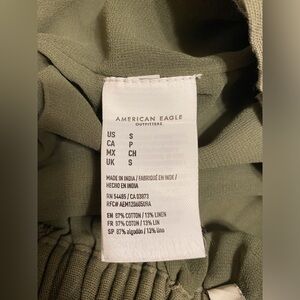 AMERICAN EAGLE
OUTFITTERS
US S
CA P
MX CH
UK S
MADE IN INDIA / FABRIQUÉ EN INDE /
HECHO EN INDIA
RN 54485 / CA 03873
EN 87% COTTON / 13% LINEN
FR 87% COTON / 13% LIN
SP 87% algodón / 13% lino